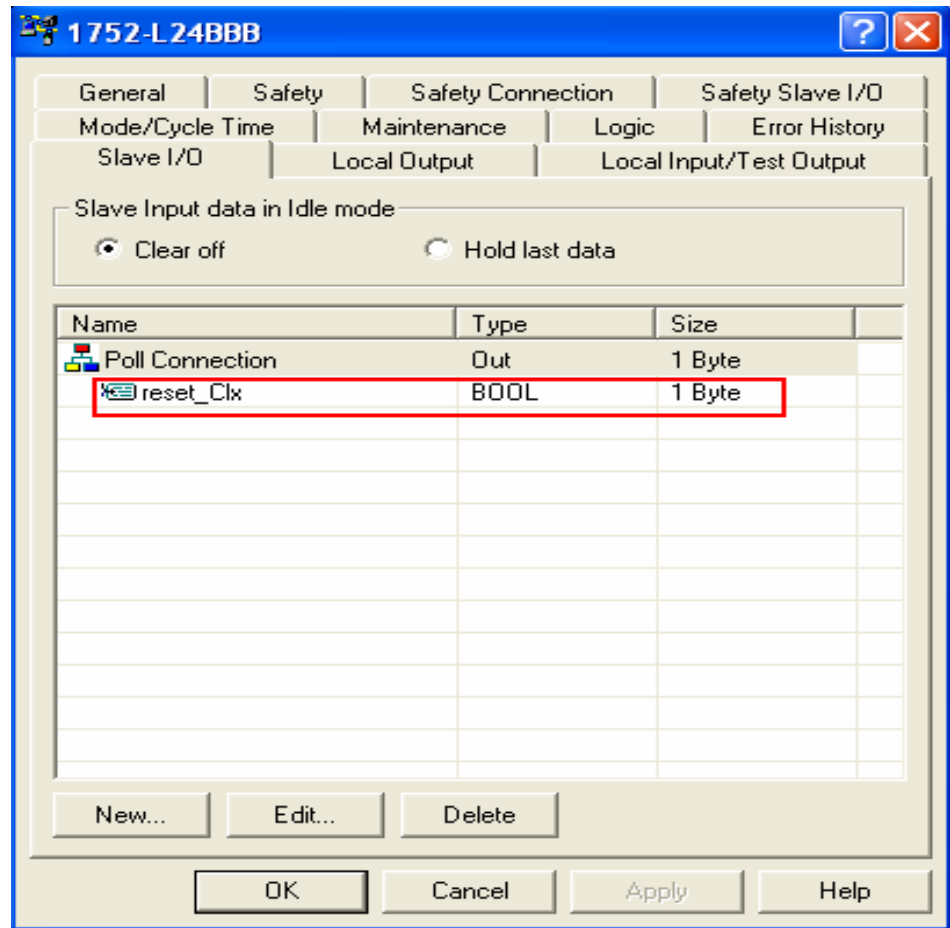 1752-L24BBB
General Safety Safety Connection Safety Slave I/O
Mode/Cycle Time Maintenance Logic Error History
Slave I/O Local Output Local Input/Test Output
Slave Input data in Idle mode
Clear off Hold last data
Name Type Size
Poll Connection Out 1 Byte
reset_Clx BOOL 1 Byte
New... Edit... Delete
OK Cancel Apply Help